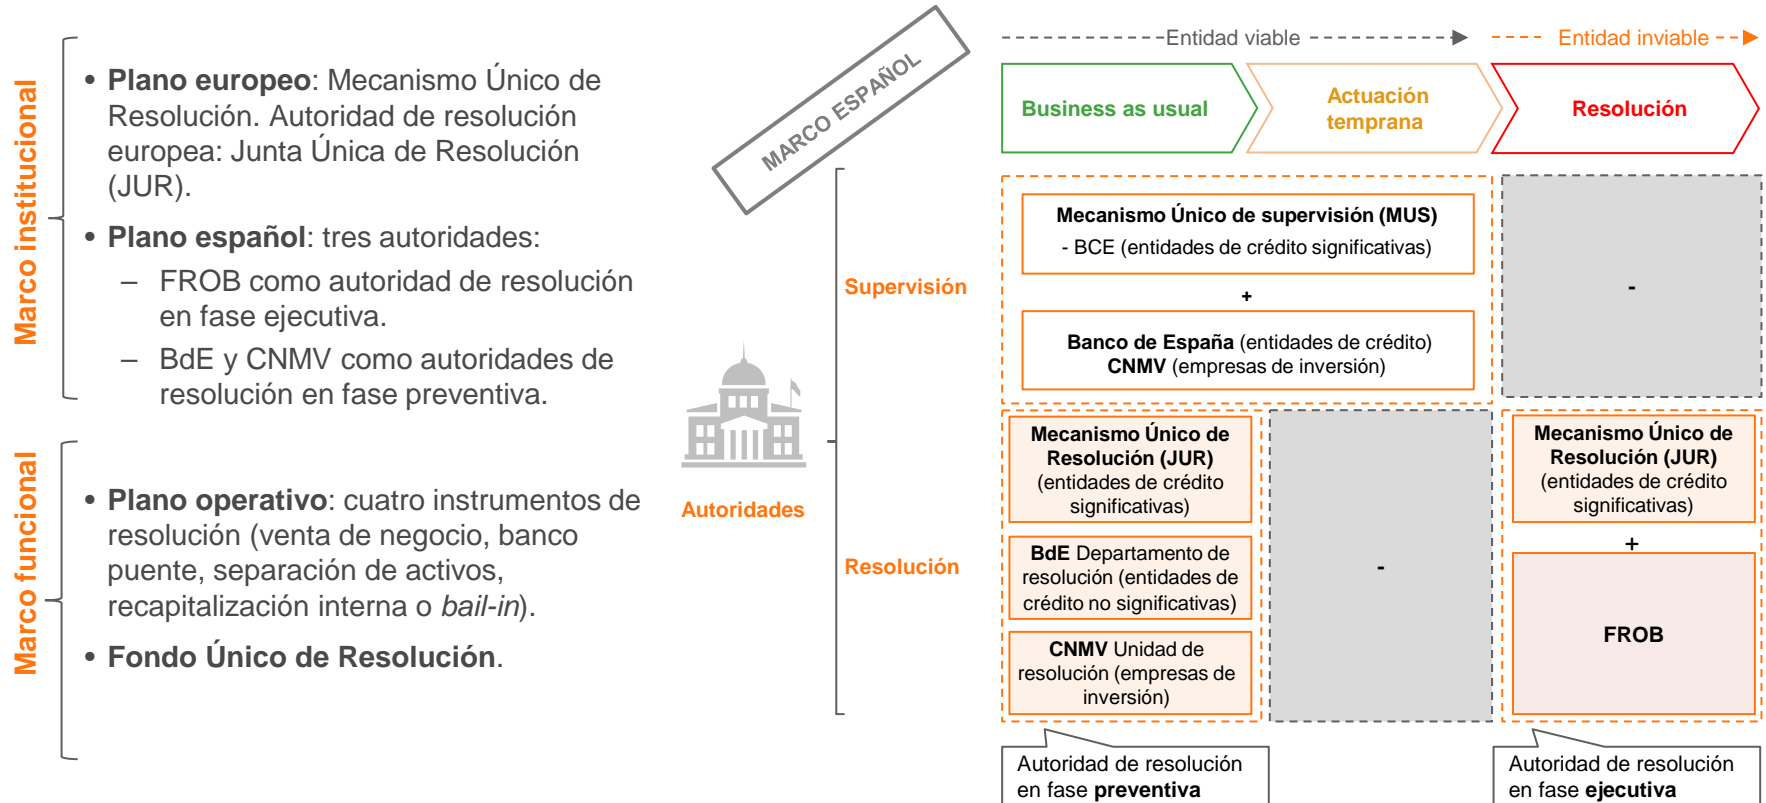 Marco institucional
• Plano europeo: Mecanismo Único de
Resolución. Autoridad de resolución
europea: Junta Única de Resolución
(JUR).
• Plano español: tres autoridades:
– FROB como autoridad de resolución
en fase ejecutiva.
– BdE y CNMV como autoridades de
resolución en fase preventiva.
Marco funcional
• Plano operativo: cuatro instrumentos de
resolución (venta de negocio, banco
puente, separación de activos,
recapitalización interna o bail-in).
• Fondo Único de Resolución.
MARCO ESPAÑOL
Autoridades
Supervisión
Resolución
Entidad viable
Entidad inviable
Business as usual
Actuación
temprana
Resolución
Mecanismo Único de supervisión (MUS)
- BCE (entidades de crédito significativas)
+
Banco de España (entidades de crédito)
CNMV (empresas de inversión)
-
Mecanismo Único de
Resolución (JUR)
(entidades de crédito
significativas)
BdE Departamento de
resolución (entidades de
crédito no significativas)
CNMV Unidad de
resolución (empresas de
inversión)
-
Mecanismo Único de
Resolución (JUR)
(entidades de crédito
significativas)
+
FROB
Autoridad de resolución
en fase preventiva
Autoridad de resolución
en fase ejecutiva